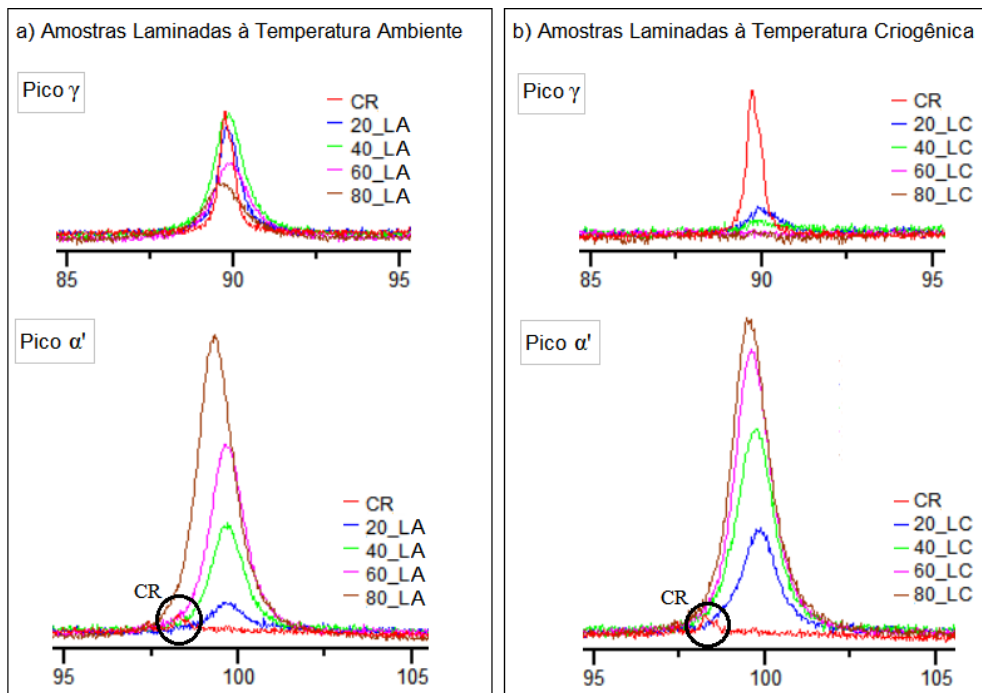 a) Amostras Laminadas à Temperatura Ambiente
Pico γ
CR
20_LA
40_LA
60_LA
80_LA
85
90
95
Pico α'
CR
20_LA
40_LA
60_LA
80_LA
CR
95
100
105
b) Amostras Laminadas à Temperatura Criogênica
Pico γ
CR
20_LC
40_LC
60_LC
80_LC
85
90
95
Pico α'
CR
20_LC
40_LC
60_LC
80_LC
CR
95
100
105